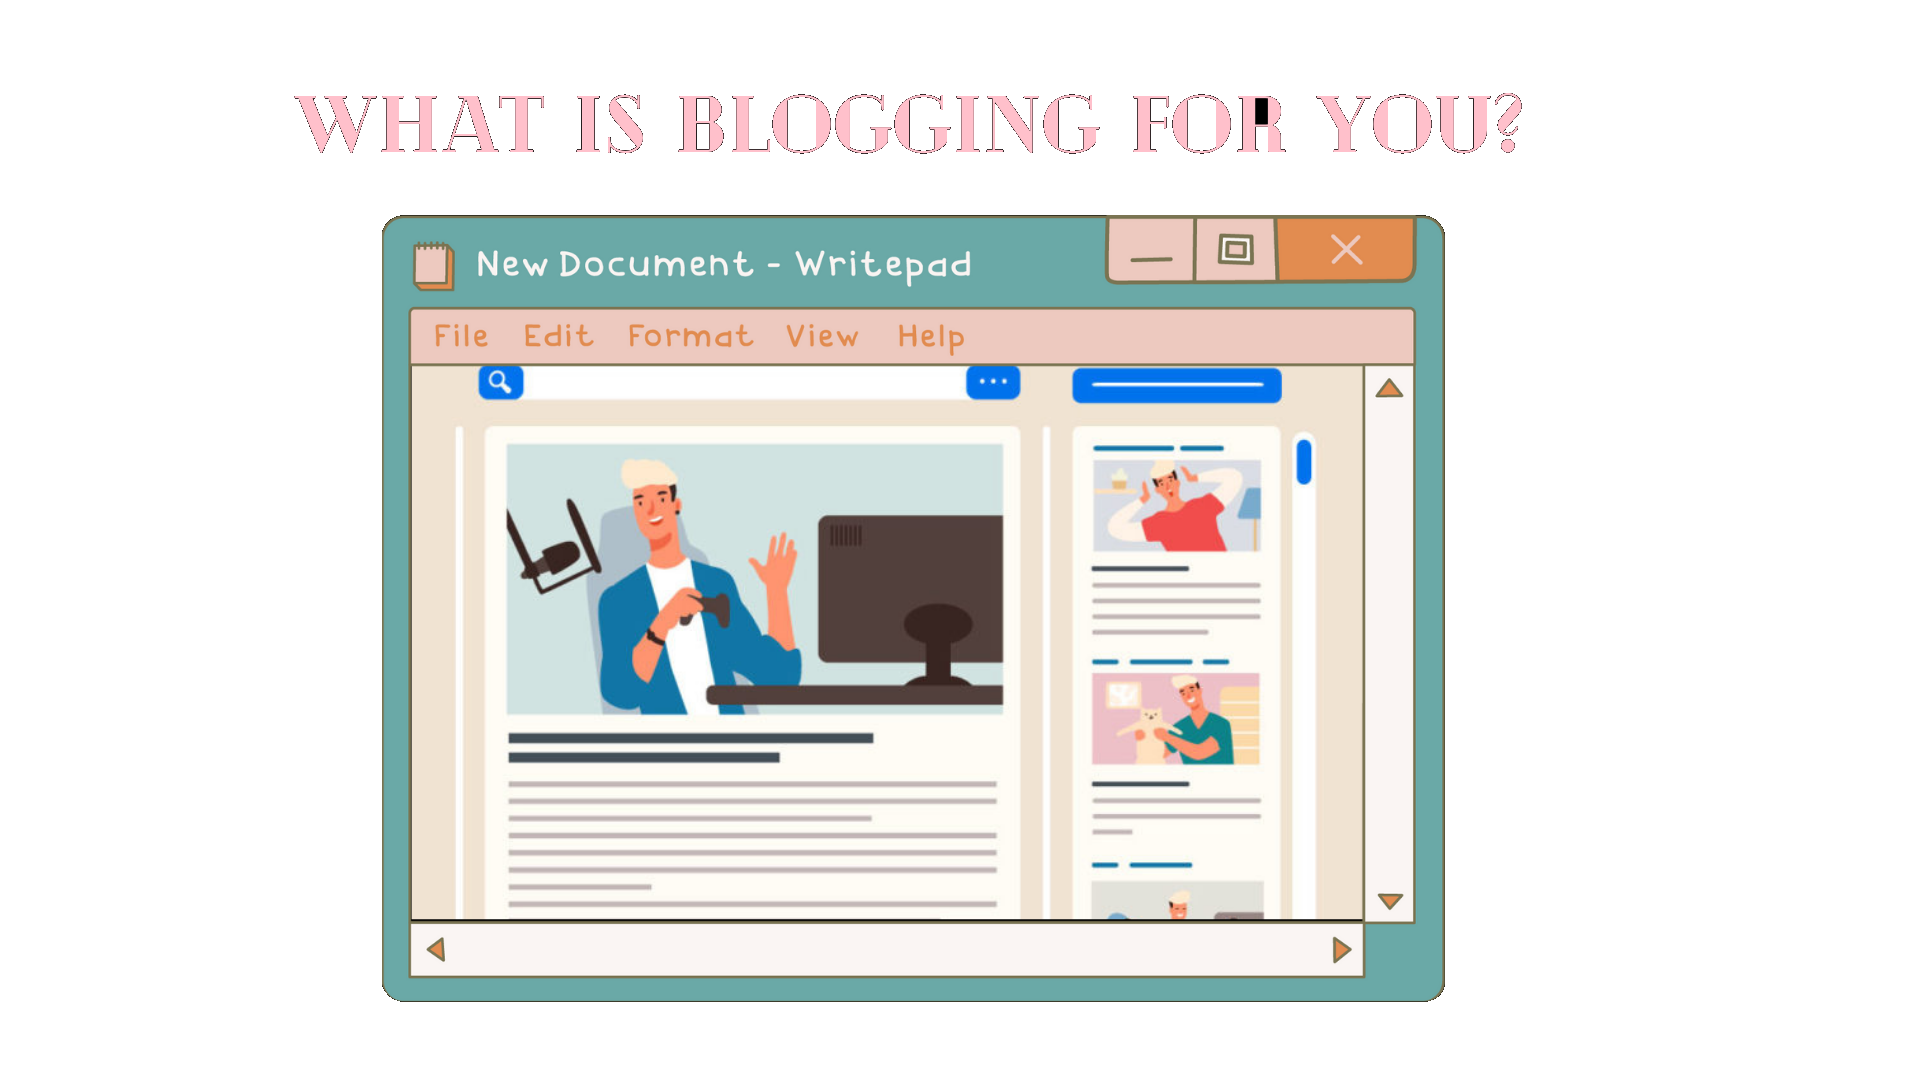 WHAT IS BLOGGING FOR YOU?
New Document - Writepad
File Edit Format View Help